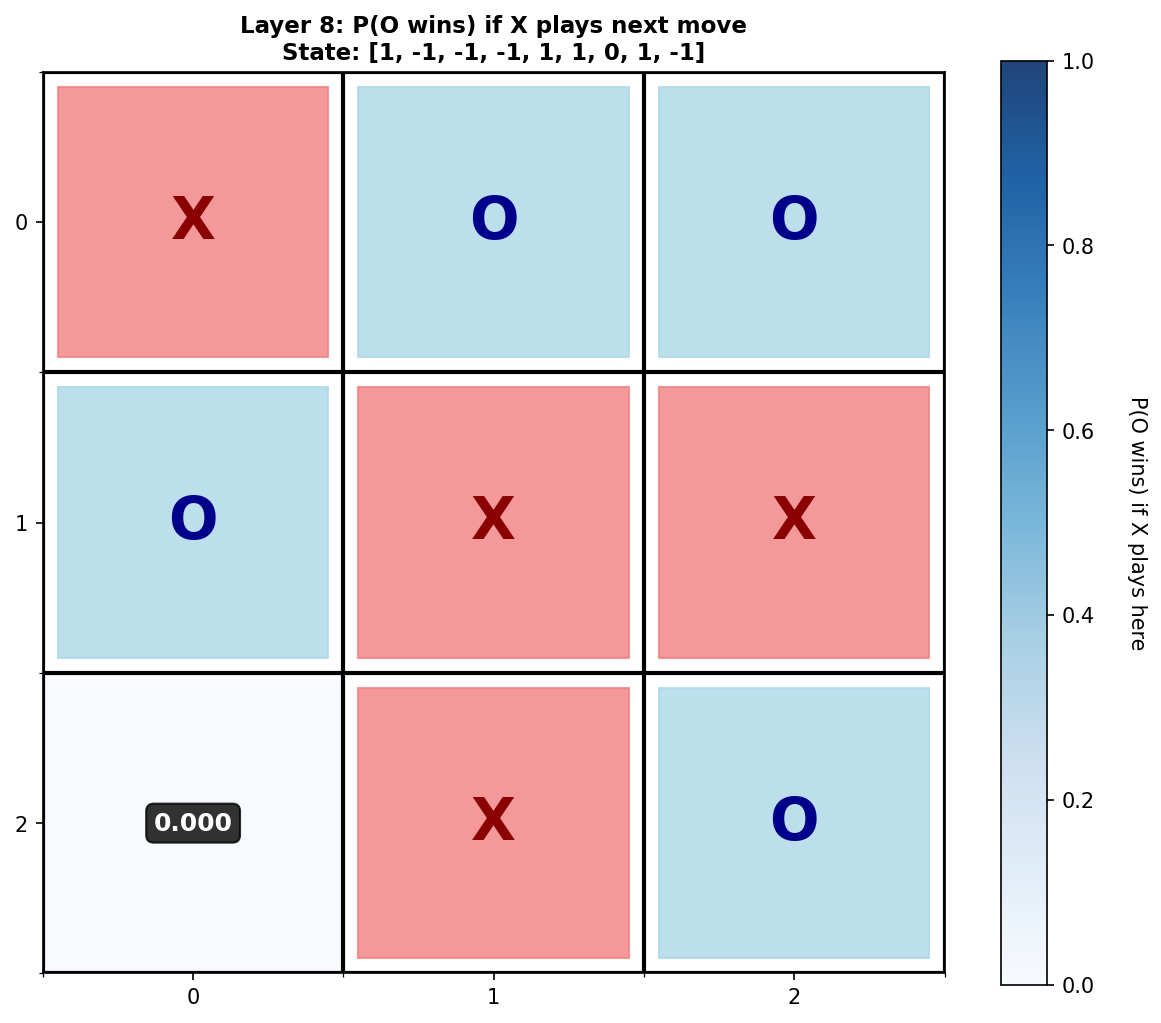 Layer 8: P(O wins) if X plays next move
State: [1, -1, -1, -1, 1, 1, 0, 1, -1]
X
O
O
O
X
X
0.000
X
O
0
1
2
0
1
2
1.0
0.8
0.6
0.4
0.2
0.0
P(O wins) if X plays here